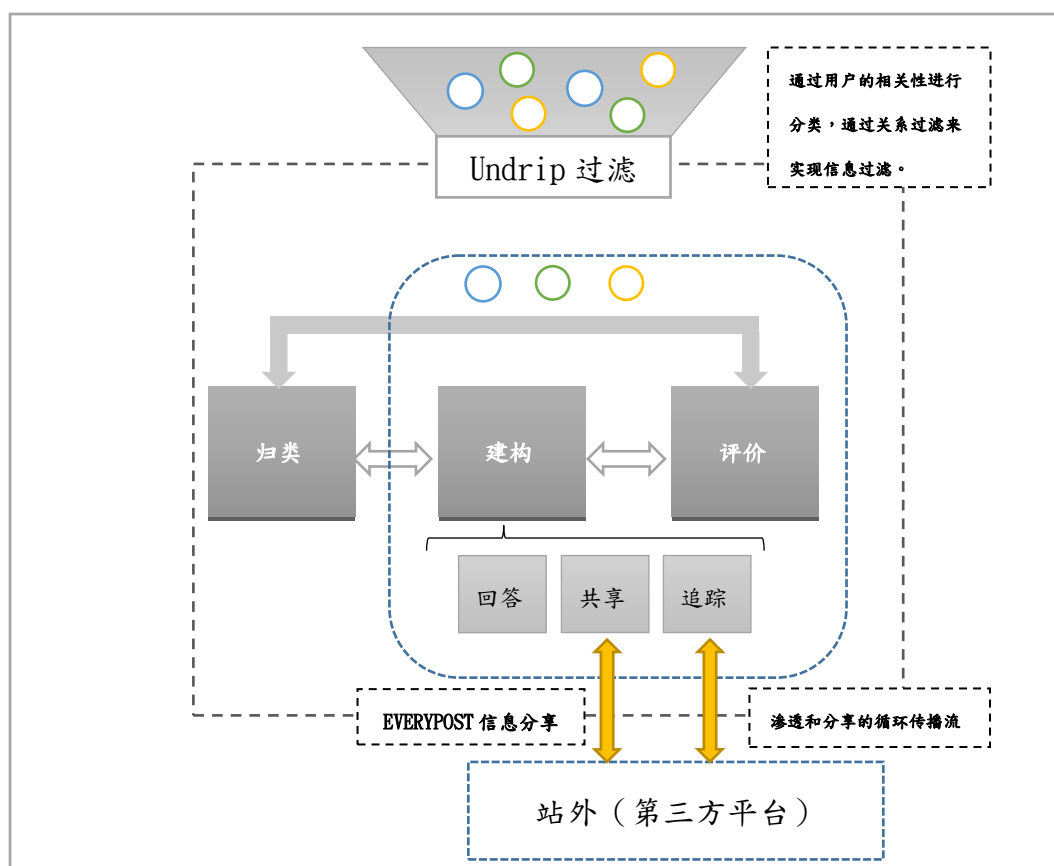 通过用户的相关性进行
分类，通过关系过滤来
实现信息过滤。
Undrip 过滤
归类
建构
评价
回答
共享
追踪
EVERYPOST 信息分享
渗透和分享的循环传播流
站外（第三方平台）